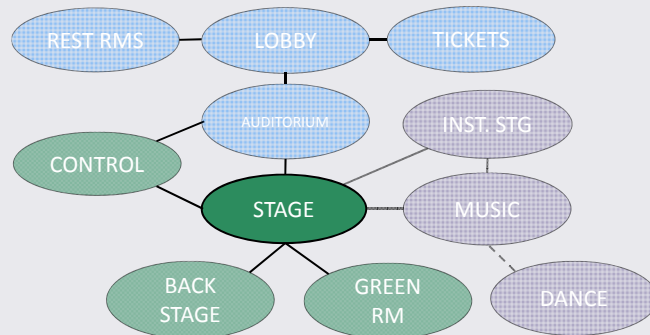 REST RMS
LOBBY
TICKETS
AUDITORIUM
INST. STG
CONTROL
STAGE
MUSIC
BACK
STAGE
GREEN
RM
DANCE